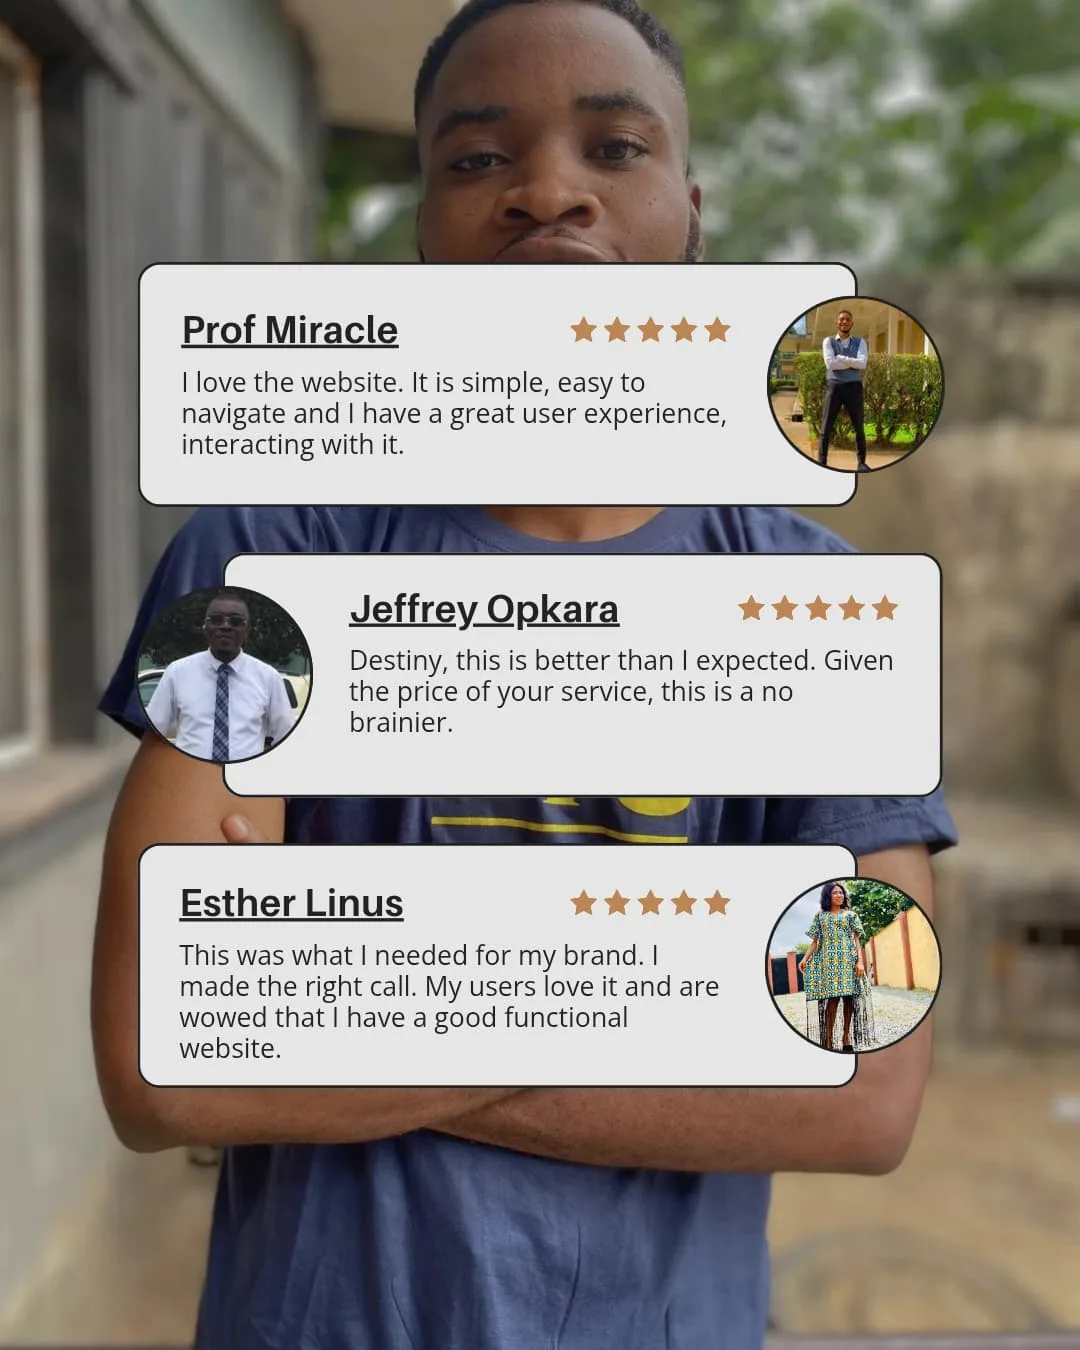 Prof Miracle
I love the website. It is simple, easy to
navigate and I have a great user experience,
interacting with it.
Jeffrey Opkara
Destiny, this is better than I expected. Given
the price of your service, this is a no
brainier.
Esther Linus
This was what I needed for my brand. I
made the right call. My users love it and are
wowed that I have a good functional
website.